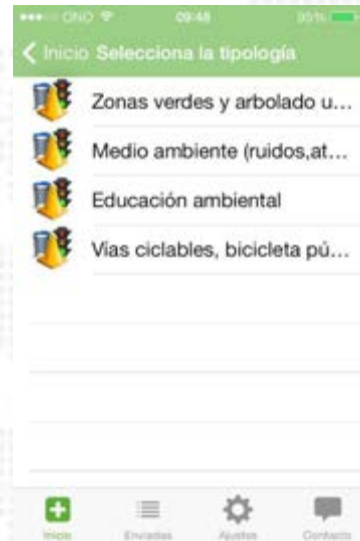 ONO 09:48 95%
Inicio Selecciona la tipología
Zonas verdes y arbolado u...
Medio ambiente (ruidos,at...
Educación ambiental
Vías ciclables, bicicleta pú...
Inicio Enviadas Ajustes Contacto